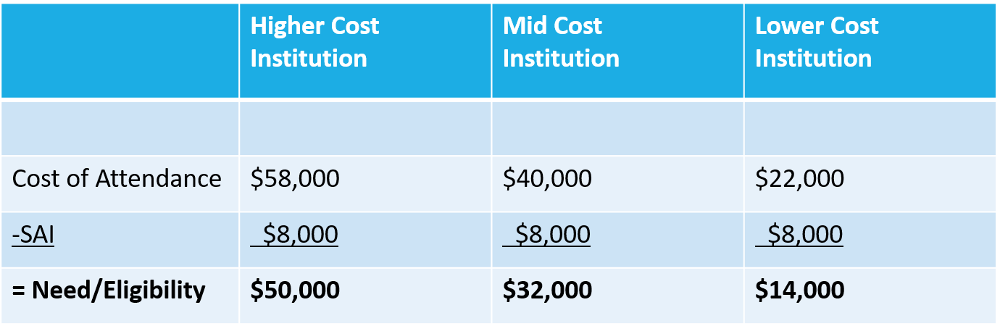 Higher Cost Institution Mid Cost Institution Lower Cost Institution
Cost of Attendance $58,000 $40,000 $22,000
-SAI $8,000 $8,000 $8,000
= Need/Eligibility $50,000 $32,000 $14,000